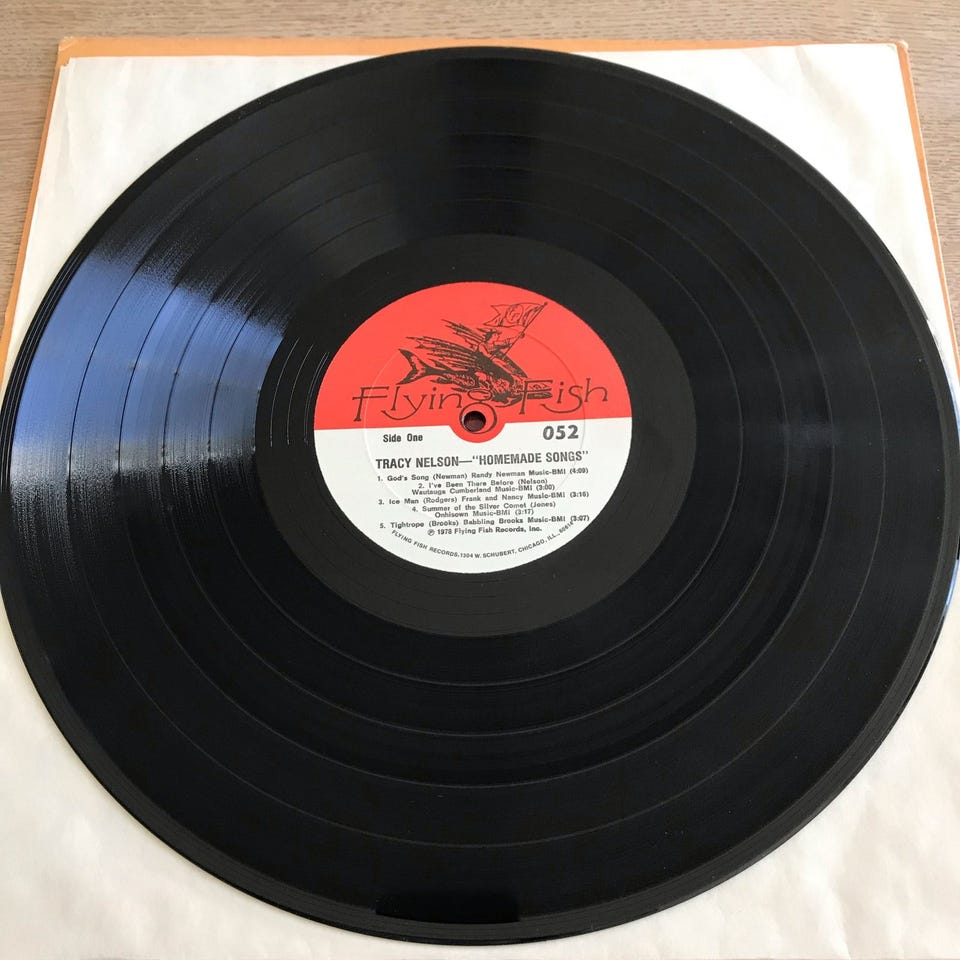 Flying Fish
Side One 052
TRACY NELSON—"HOMEMADE SONGS"
1. God's Song (Newman) Randy Newman Music-BMI (4:09)
2. I've Been There Before (Nelson)
Wautauga Cumberland Music-BMI (3:00)
3. Ice Man (Rodgers) Frank and Nancy Music-BMI (3:16)
4. Summer of the Silver Comet (Jones)
Onhisown Music-BMI (3:17)
5. Tightrope (Brooks) Babbling Brooks Music-BMI (3:07)
℗ 1978 Flying Fish Records, Inc.
FLYING FISH RECORDS, 1304 W. SCHUBERT, CHICAGO, ILL. 60614